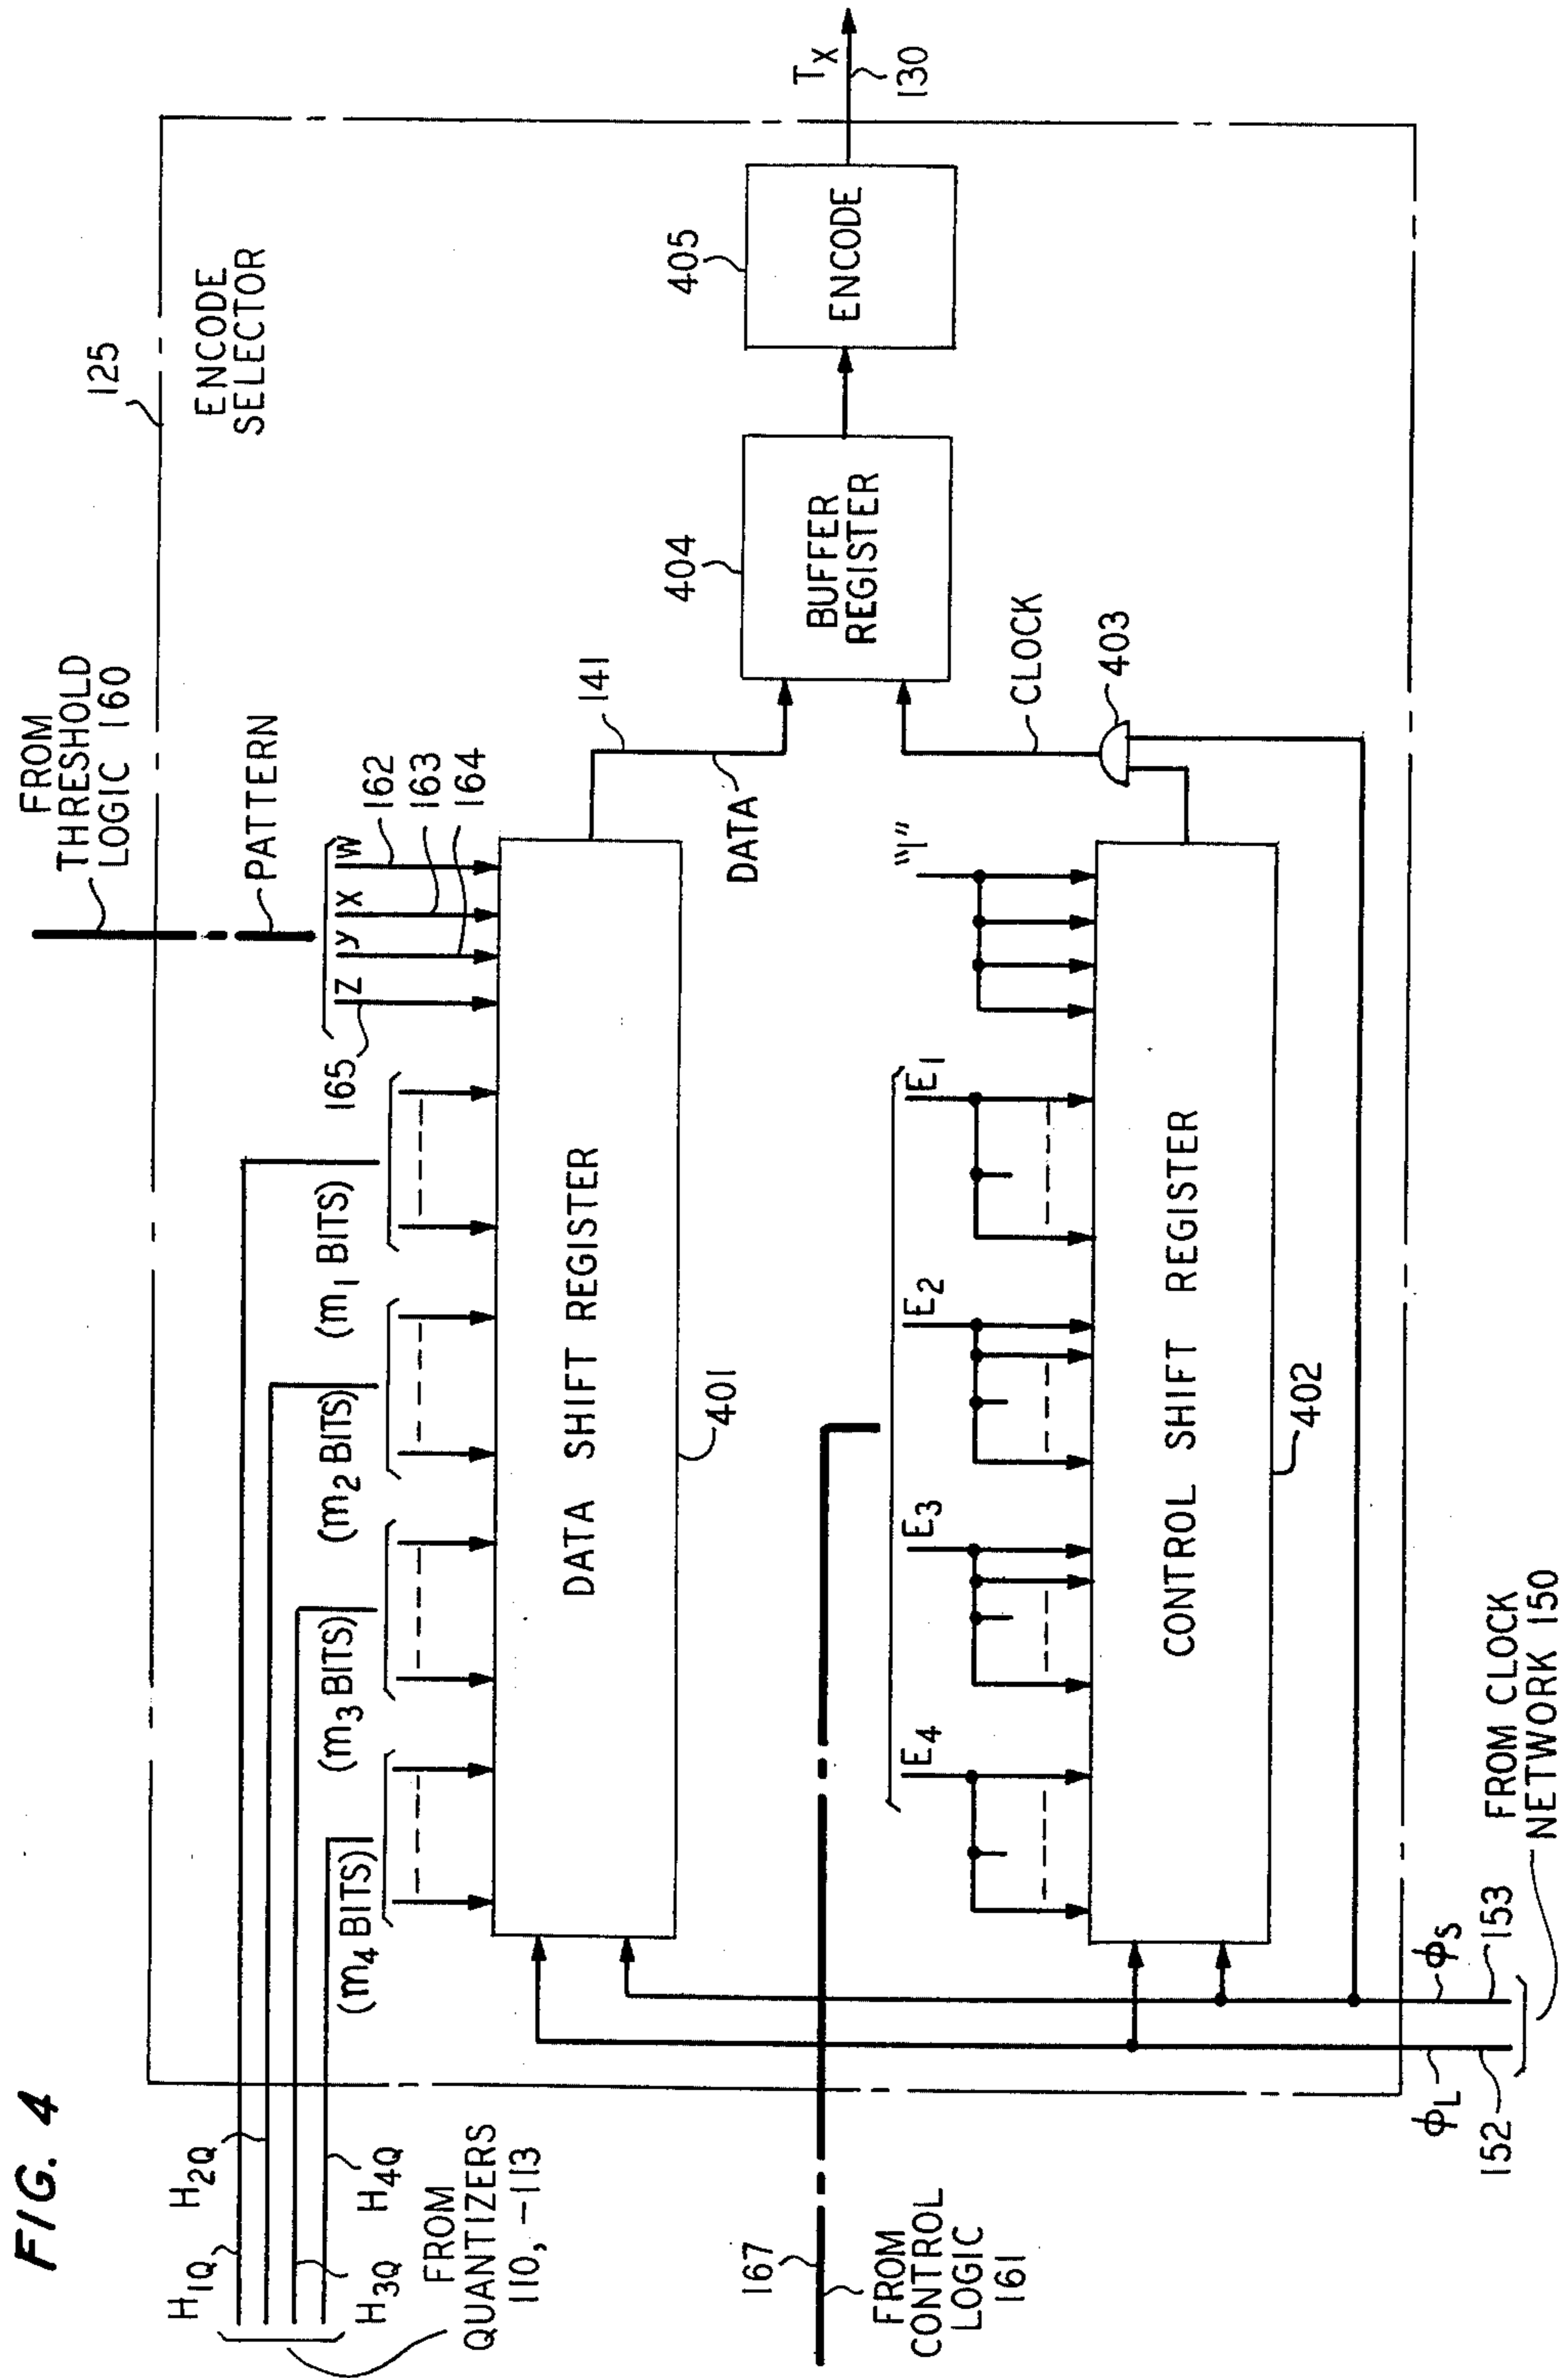 FIG. 4
H1Q
H2Q
H3Q
H4Q
FROM
QUANTIZERS
110, -113
125
ENCODE
SELECTOR
FROM
THRESHOLD
LOGIC 160
PATTERN
(m4 BITS)
(m3 BITS)
(m2 BITS)
(m1 BITS)
165
Z
y
X
W
162
163
164
DATA SHIFT REGISTER
401
141
DATA
404
BUFFER
REGISTER
405
ENCODE
TX
130
CLOCK
403
167
FROM
CONTROL
LOGIC
161
E4
E3
E2
E1
"1"
CONTROL SHIFT REGISTER
402
ϕL
152
ϕS
153
FROM CLOCK
NETWORK 150